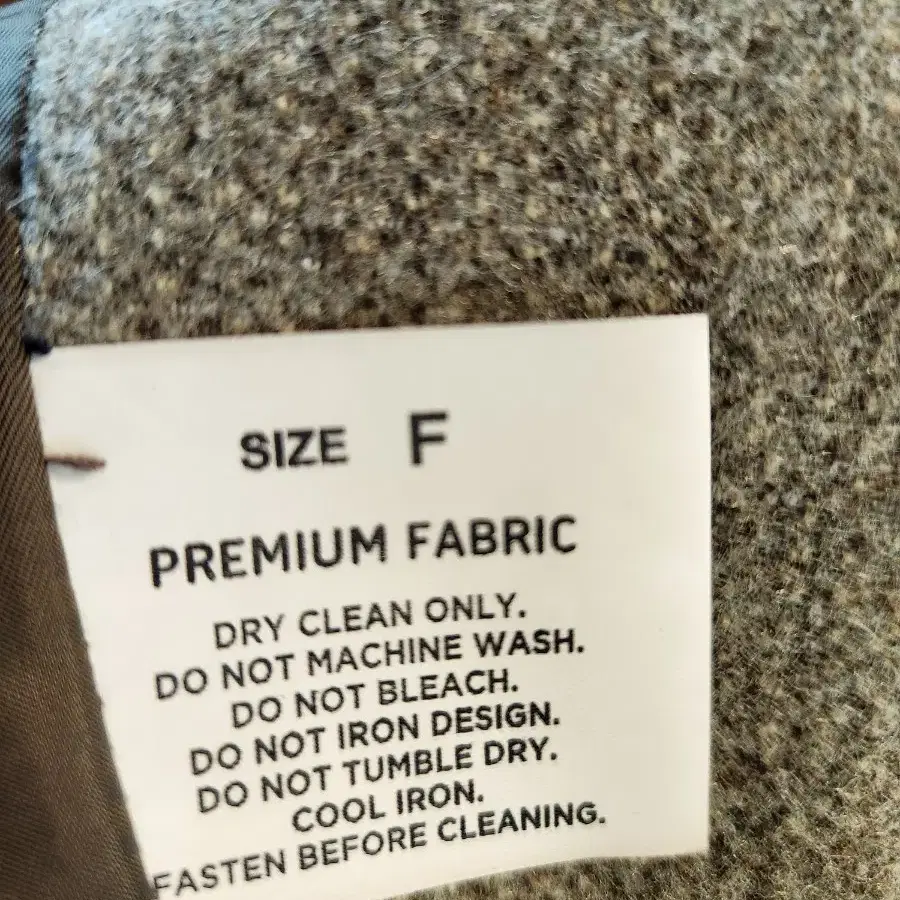 SIZE F
PREMIUM FABRIC
DRY CLEAN ONLY.
DO NOT MACHINE WASH.
DO NOT BLEACH.
DO NOT IRON DESIGN.
DO NOT TUMBLE DRY.
COOL IRON.
FASTEN BEFORE CLEANING.